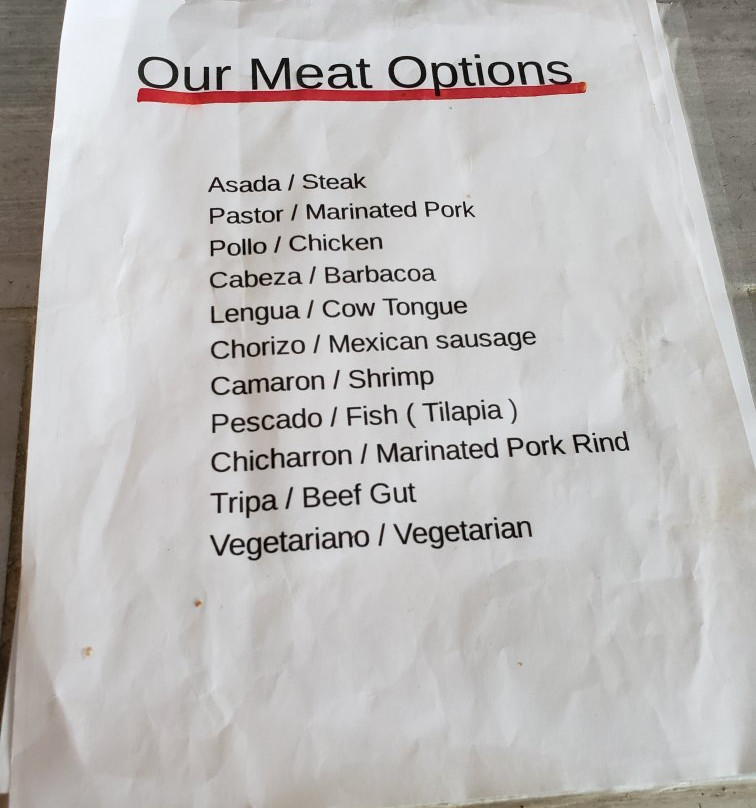 Our Meat Options
Asada / Steak
Pastor / Marinated Pork
Pollo / Chicken
Cabeza / Barbacoa
Lengua / Cow Tongue
Chorizo / Mexican sausage
Camaron / Shrimp
Pescado / Fish ( Tilapia )
Chicharron / Marinated Pork Rind
Tripa / Beef Gut
Vegetariano / Vegetarian